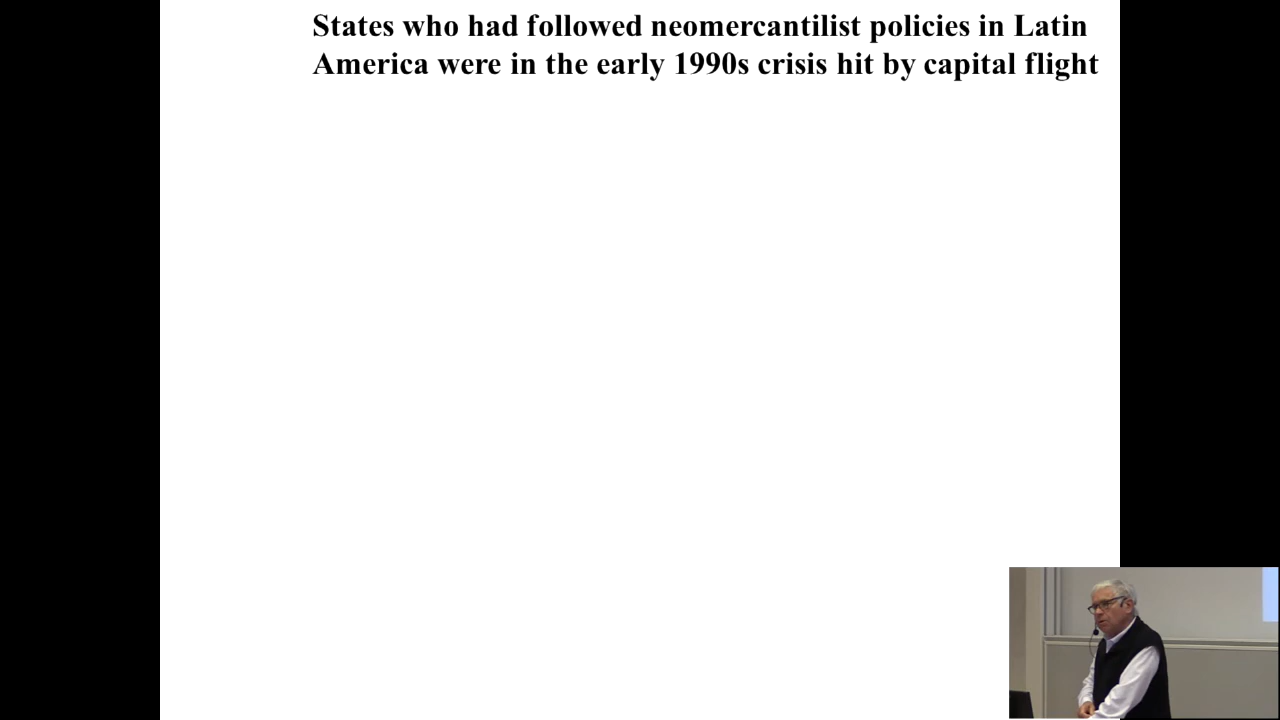 States who had followed neomercantilist policies in Latin
America were in the early 1990s crisis hit by capital flight